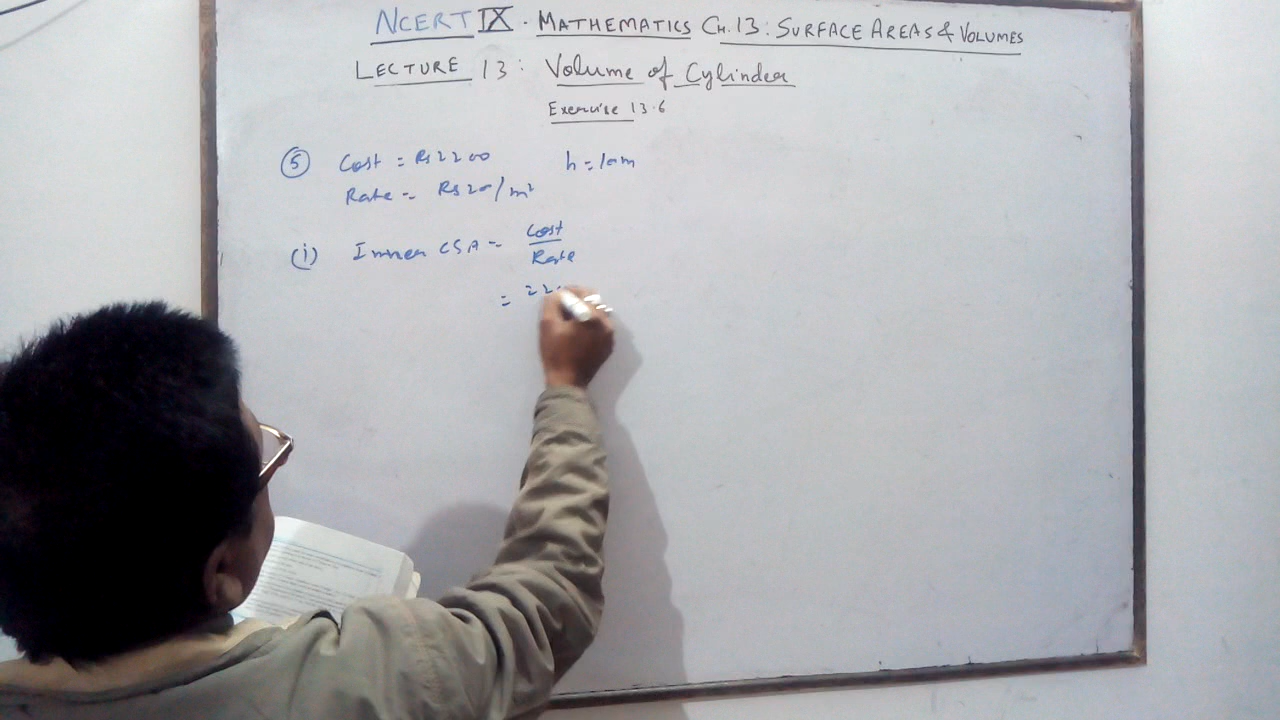 NCERT IX. MATHEMATICS CH.13: SURFACE AREAS & VOLUMES
LECTURE 13: Volume of Cylinder
Exercise 13.6
5 Cost = Rs 2200 h = 10m
Rate = Rs 20/m²
(i) Inner CSA = Cost
Rate
= 22